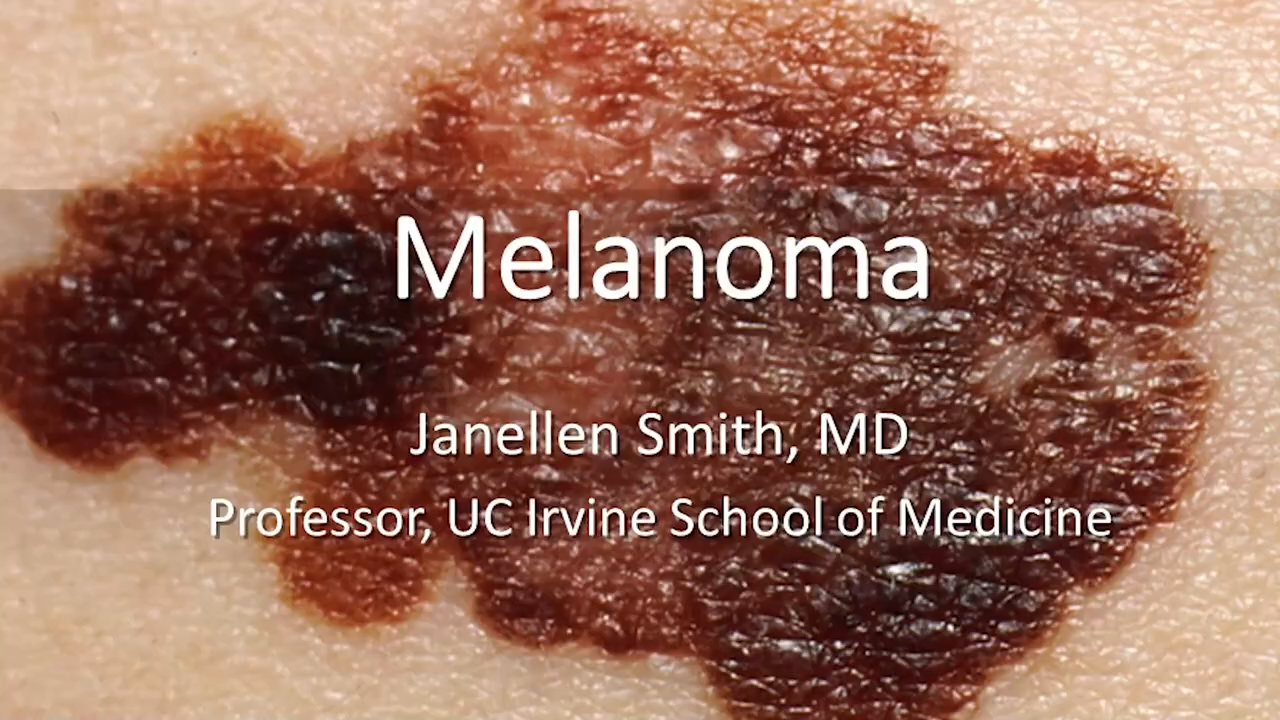 Melanoma
Janellen Smith, MD
Professor, UC Irvine School of Medicine